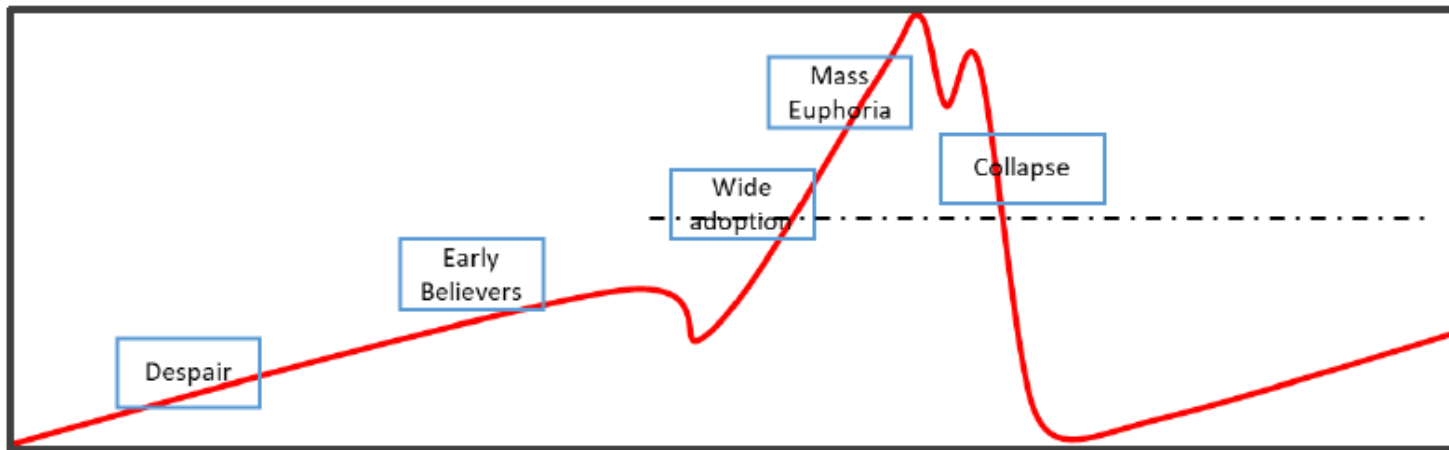 Mass
Euphoria
Collapse
Wide
adoption
Early
Believers
Despair